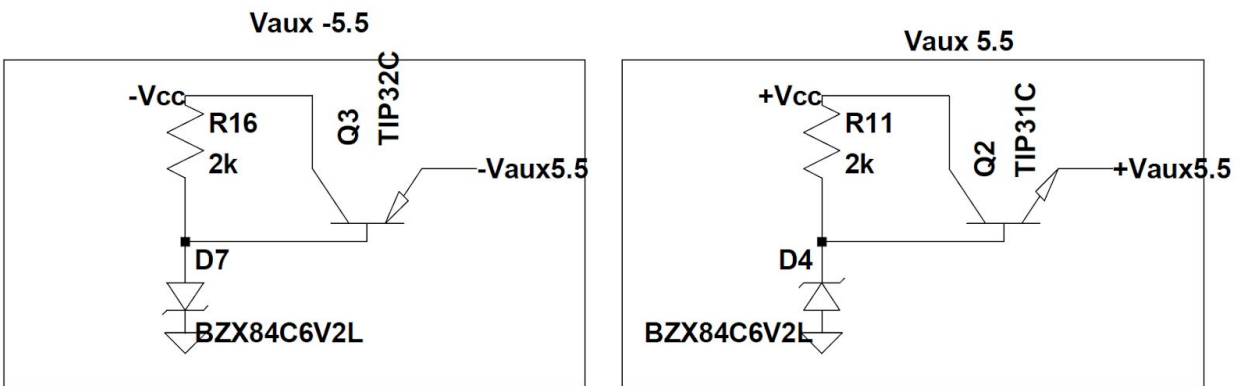 Vaux -5.5
-Vcc
R16
2k
Q3
TIP32C
-Vaux5.5
D7
BZX84C6V2L
Vaux 5.5
+Vcc
R11
2k
Q2
TIP31C
+Vaux5.5
D4
BZX84C6V2L